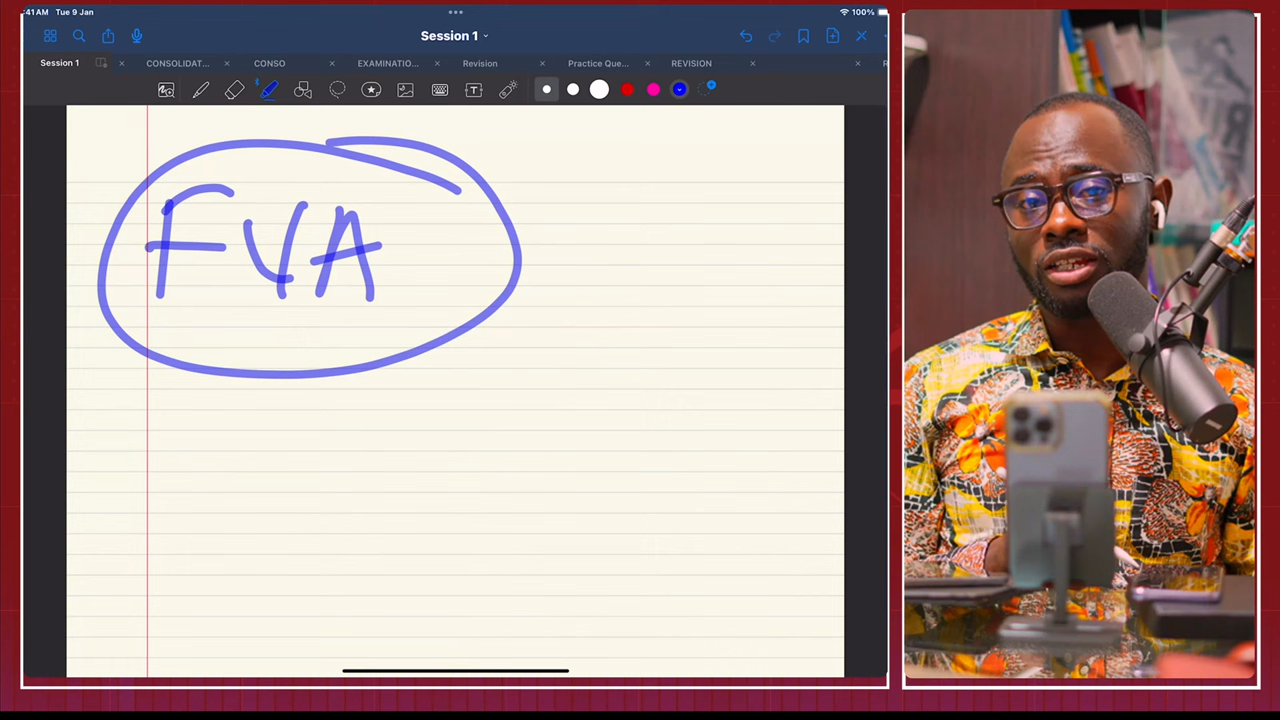 :41 AM Tue 9 Jan
100%
Session 1
Session 1 CONSOLIDAT... CONSO EXAMINATIO... Revision Practice Que... REVISION
FVA